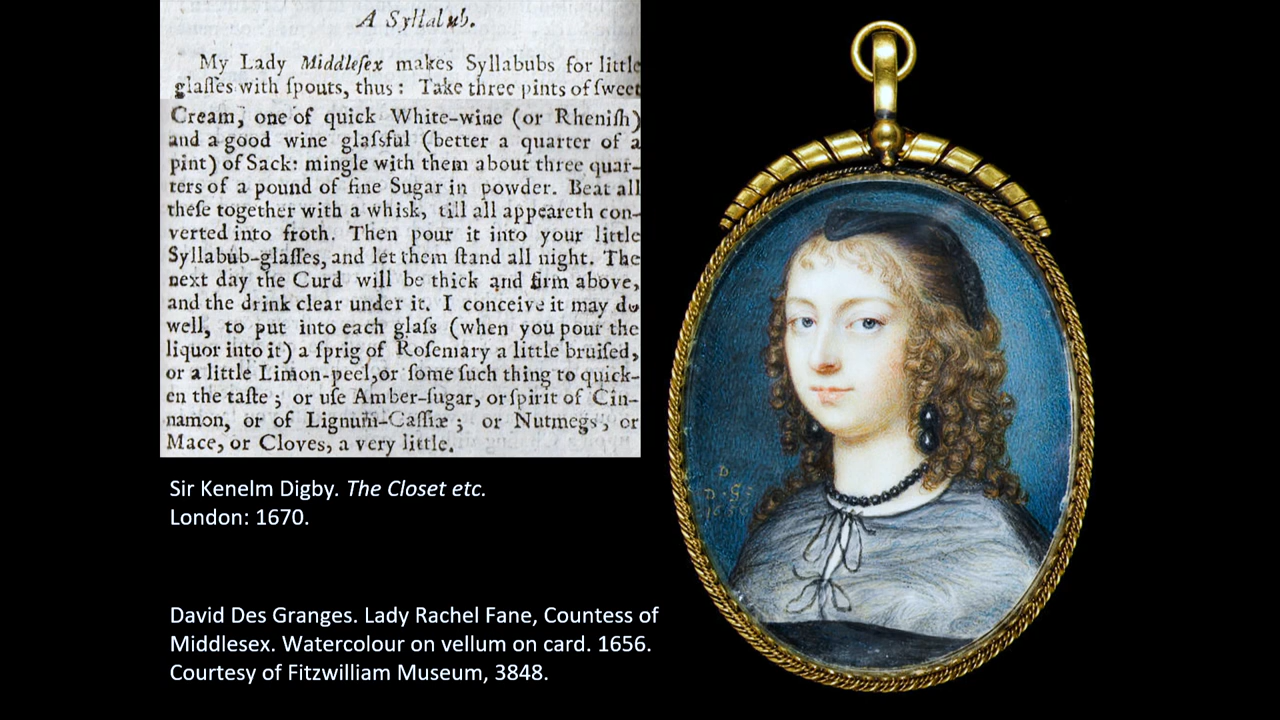 A Syllalub.
My Lady Middleſex makes Syllabubs for little
glaſſes with ſpouts, thus : Take three pints of ſweet
Cream, one of quick White-wine (or Rheniſh)
and a good wine glaſsful (better a quarter of a
pint) of Sack: mingle with them about three quar-
ters of a pound of fine Sugar in powder. Beat all
theſe together with a whisk, till all appeareth con-
verted into froth. Then pour it into your little
Syllabub-glaſſes, and let them ſtand all night. The
next day the Curd will be thick and firm above,
and the drink clear under it. I conceive it may do
well, to put into each glaſs (when you pour the
liquor into it) a ſprig of Roſemary a little bruiſed,
or a little Limon-peel, or ſome ſuch thing to quick-
en the taſte ; or uſe Amber-ſugar, or ſpirit of Cin-
namon, or of Lignum-Caſſiæ ; or Nutmegs, or
Mace, or Cloves, a very little.
Sir Kenelm Digby. The Closet etc.
London: 1670.
David Des Granges. Lady Rachel Fane, Countess of
Middlesex. Watercolour on vellum on card. 1656.
Courtesy of Fitzwilliam Museum, 3848.
D.
D·G:
1656